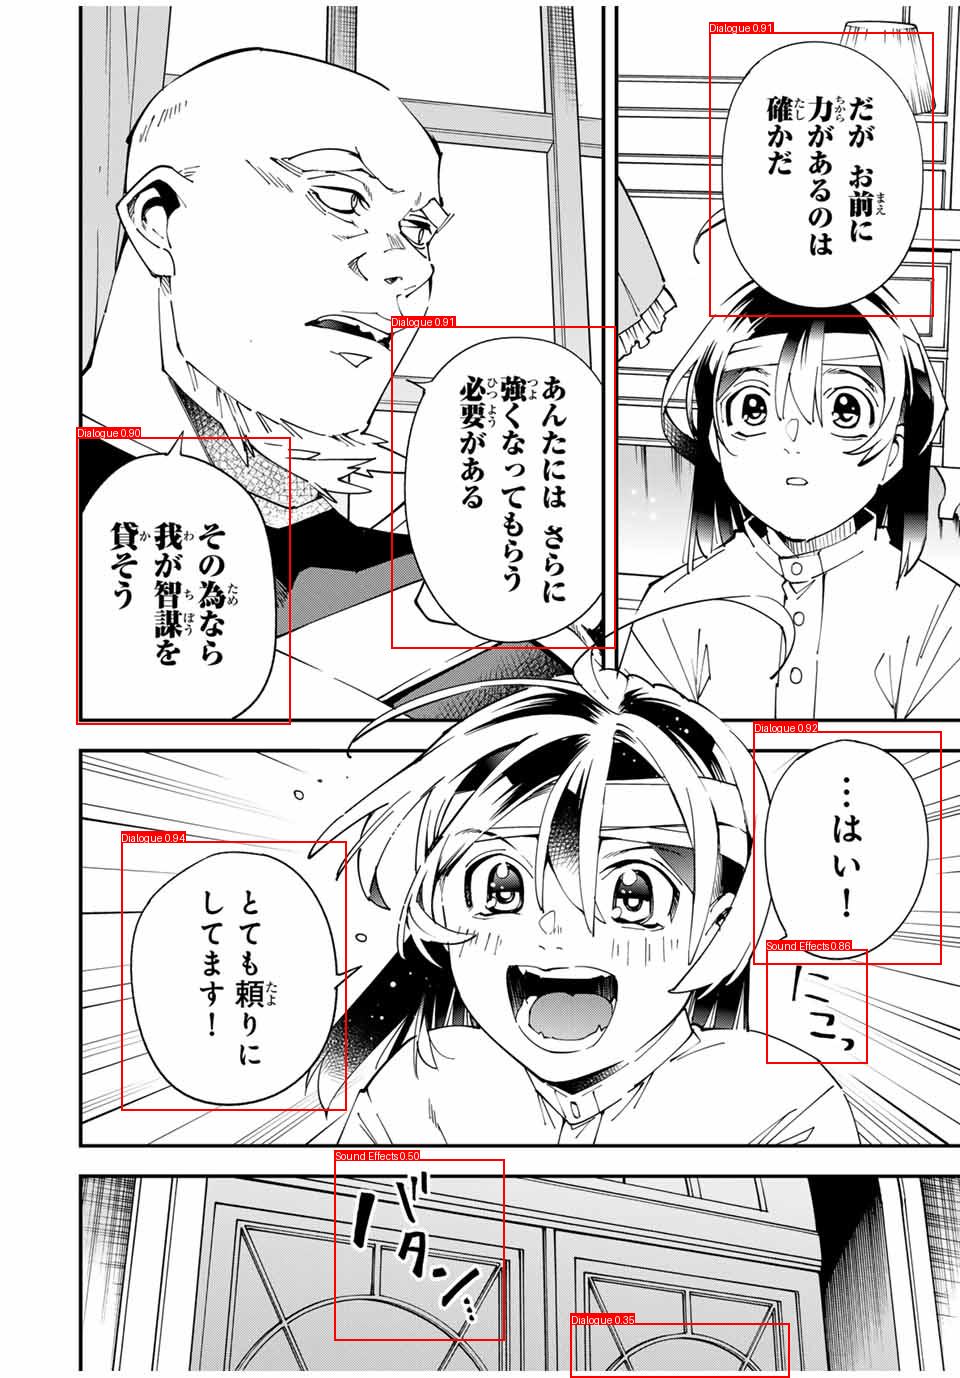 Dialogue 0.91
だが お前に
力があるのは
確かだ
Dialogue 0.91
あんたには さらに
強くなってもらう
必要がある
Dialogue 0.90
その為なら
我が智謀を
貸そう
Dialogue 0.92
…はい！
Sound Effects 0.86
にこっ
Dialogue 0.94
とても頼りに
してます！
Sound Effects 0.50
バタン…
Dialogue 0.35